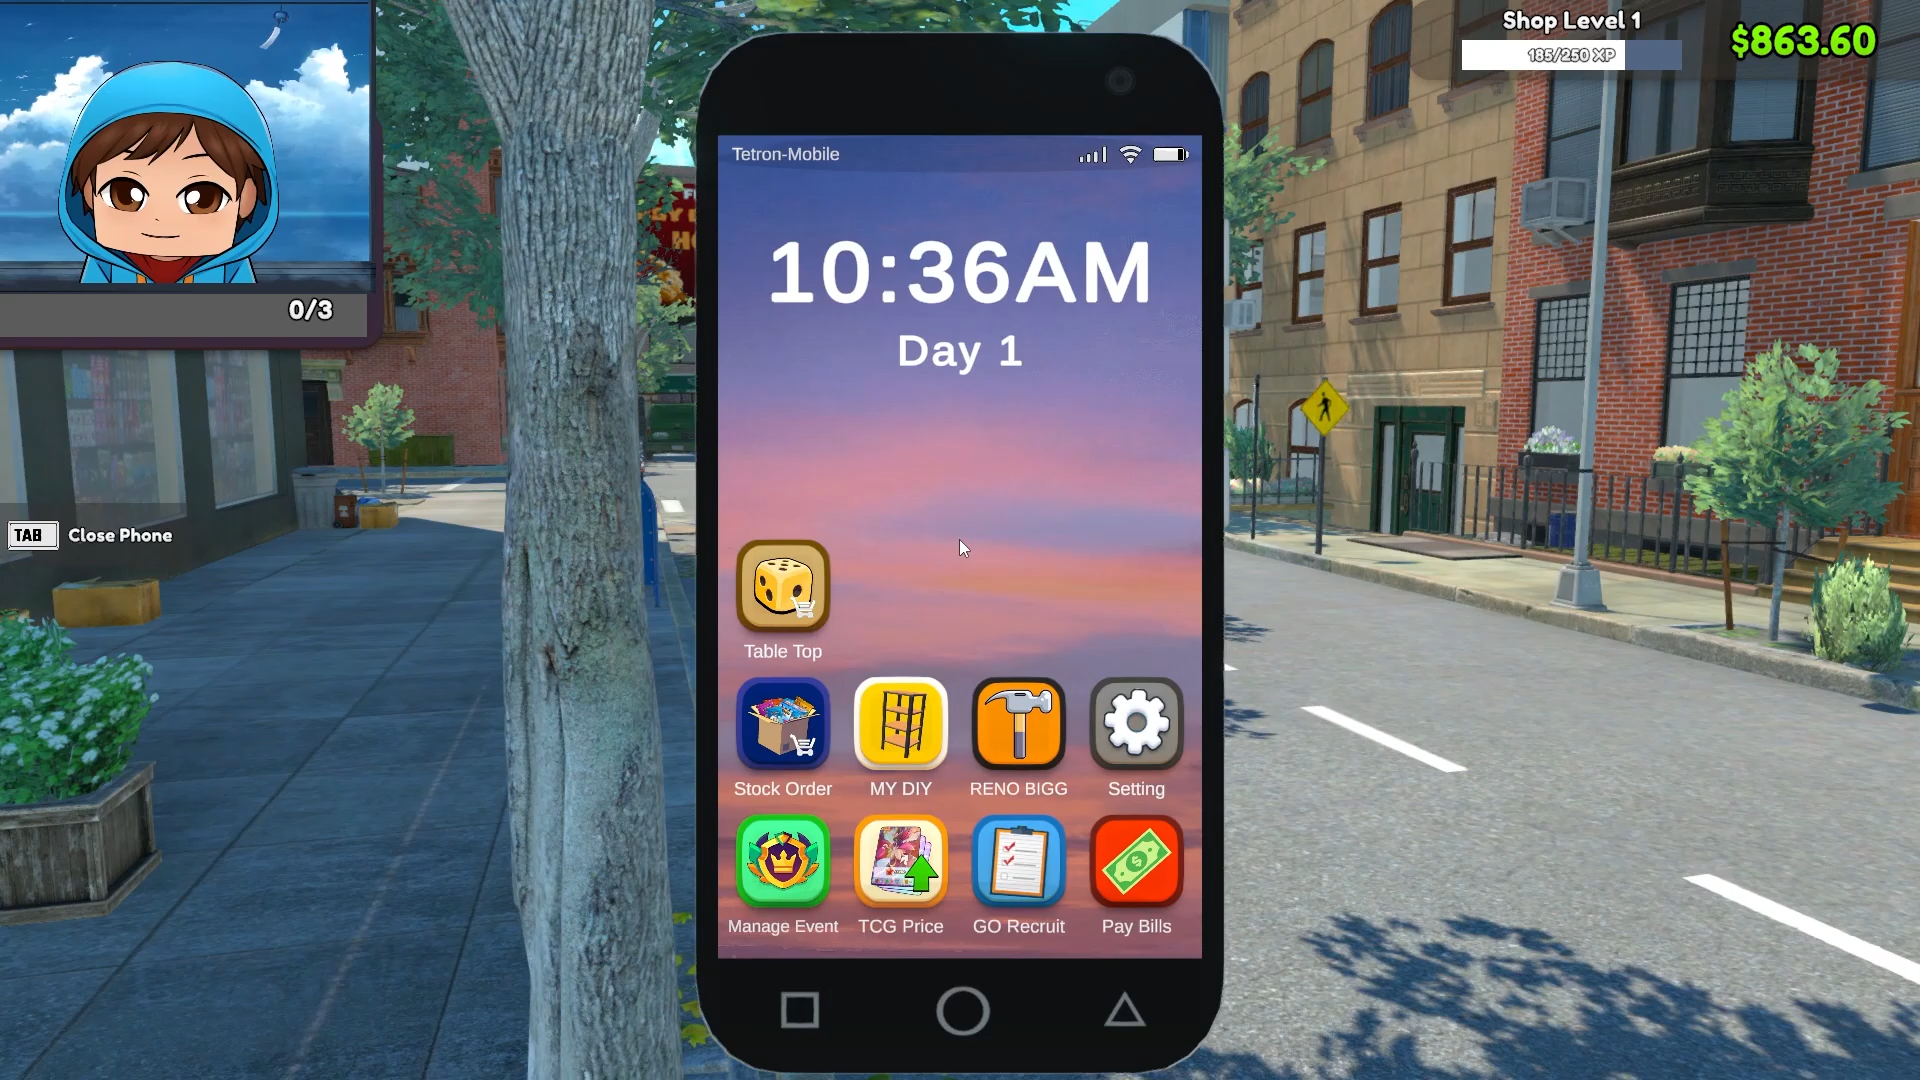 Shop Level 1
185/250 XP
$863.60
Tetron-Mobile
10:36AM
Day 1
0/3
TAB Close Phone
Table Top
Stock Order MY DIY RENO BIGG Setting
Manage Event TCG Price GO Recruit Pay Bills